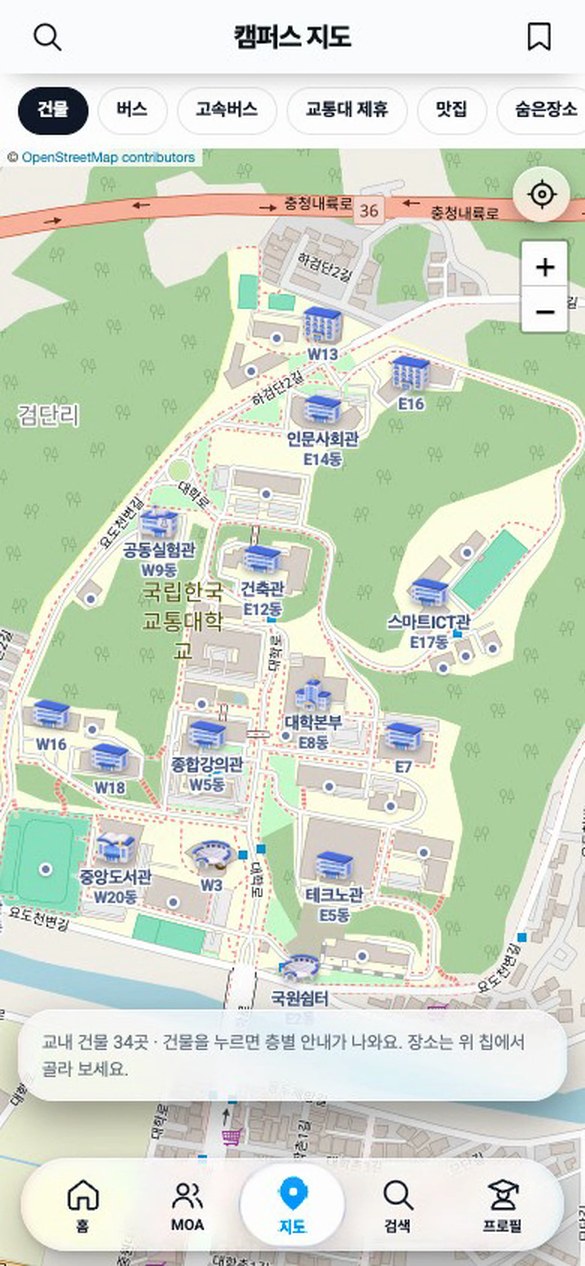 캠퍼스 지도
건물
버스
고속버스
교통대 제휴
맛집
숨은장소
© OpenStreetMap contributors
충청내륙로
36
충청내륙로
+
−
하검단2길
길
W13
E16
하검단2길
검단리
인문사회관
E14동
대학로
요도천변길
공동실험관
W9동
건축관
E12동
국립한국
교통대학
교
스마트ICT관
E17동
대학로
대학본부
E8동
W16
종합강의관
W5동
E7
W18
중앙도서관
W20동
W3
대학로
테크노관
E5동
요도천변길
요도천변길
국원쉼터
교내 건물 34곳 · 건물을 누르면 층별 안내가 나와요. 장소는 위 칩에서
골라 보세요.
대학로
홈
MOA
지도
검색
프로필
대학촌1길